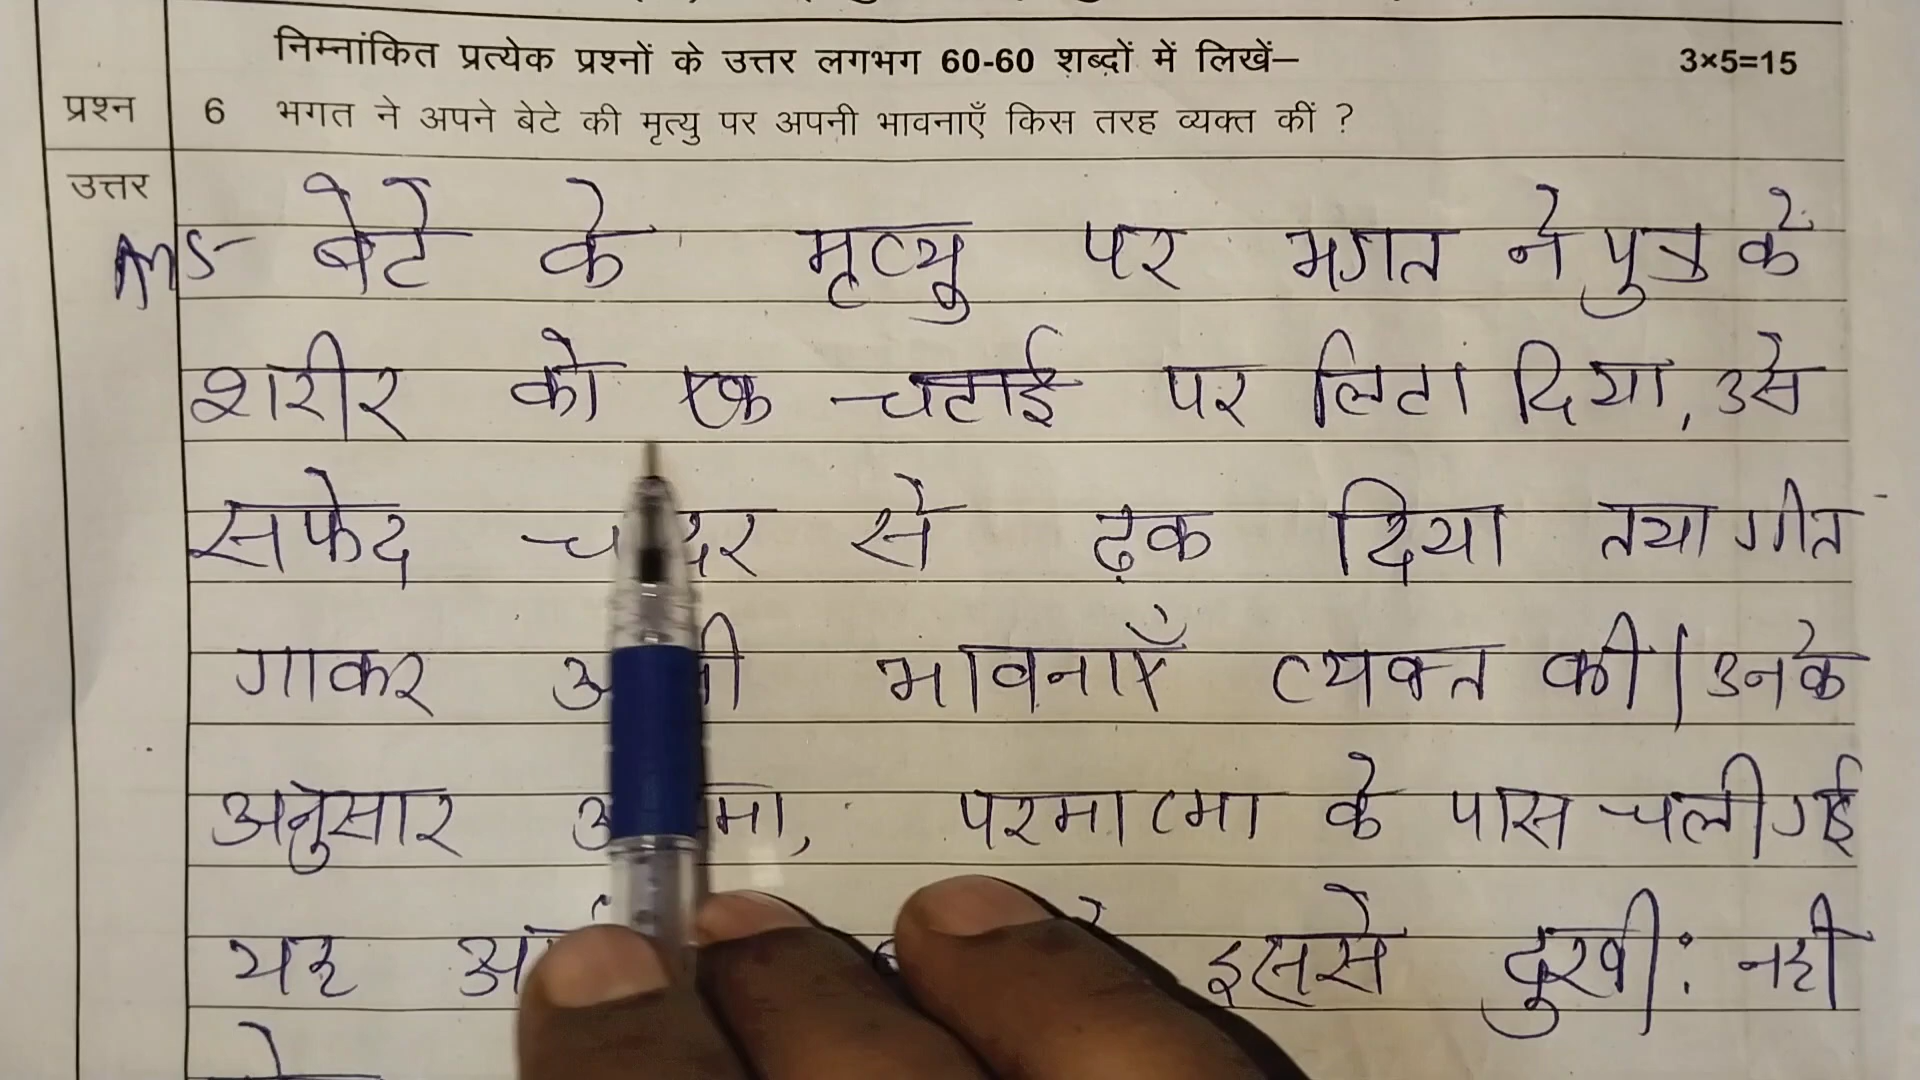 निम्नांकित प्रत्येक प्रश्नों के उत्तर लगभग 60-60 शब्दों में लिखें— 3×5=15
प्रश्न 6 भगत ने अपने बेटे की मृत्यु पर अपनी भावनाएँ किस तरह व्यक्त कीं ?
उत्तर
Ans- बेटे के मृत्यु पर भगत ने पुत्र के
शरीर को एक चटाई पर लिटा दिया, उसे
सफेद से ढ़क दिया तथा गीत
गाकर भावनाएँ व्यक्त की। उनके
अनुसार परमात्मा के पास चली गई
यह इससे दुखी: नही